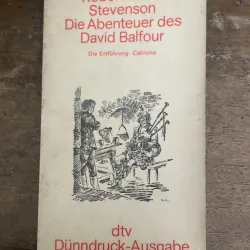 Stevenson
Die Abenteuer des
David Balfour
Die Entführung · Catriona
dtv
Dünndruck-Ausgabe